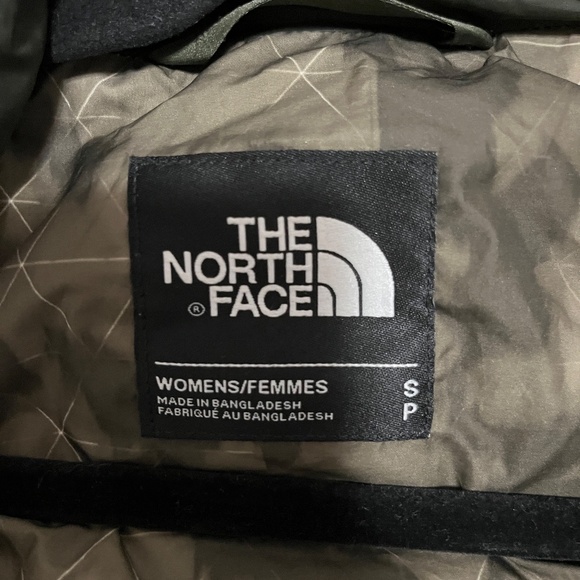 THE
NORTH
FACE
®
WOMENS/FEMMES S
MADE IN BANGLADESH
FABRIQUÉ AU BANGLADESH P